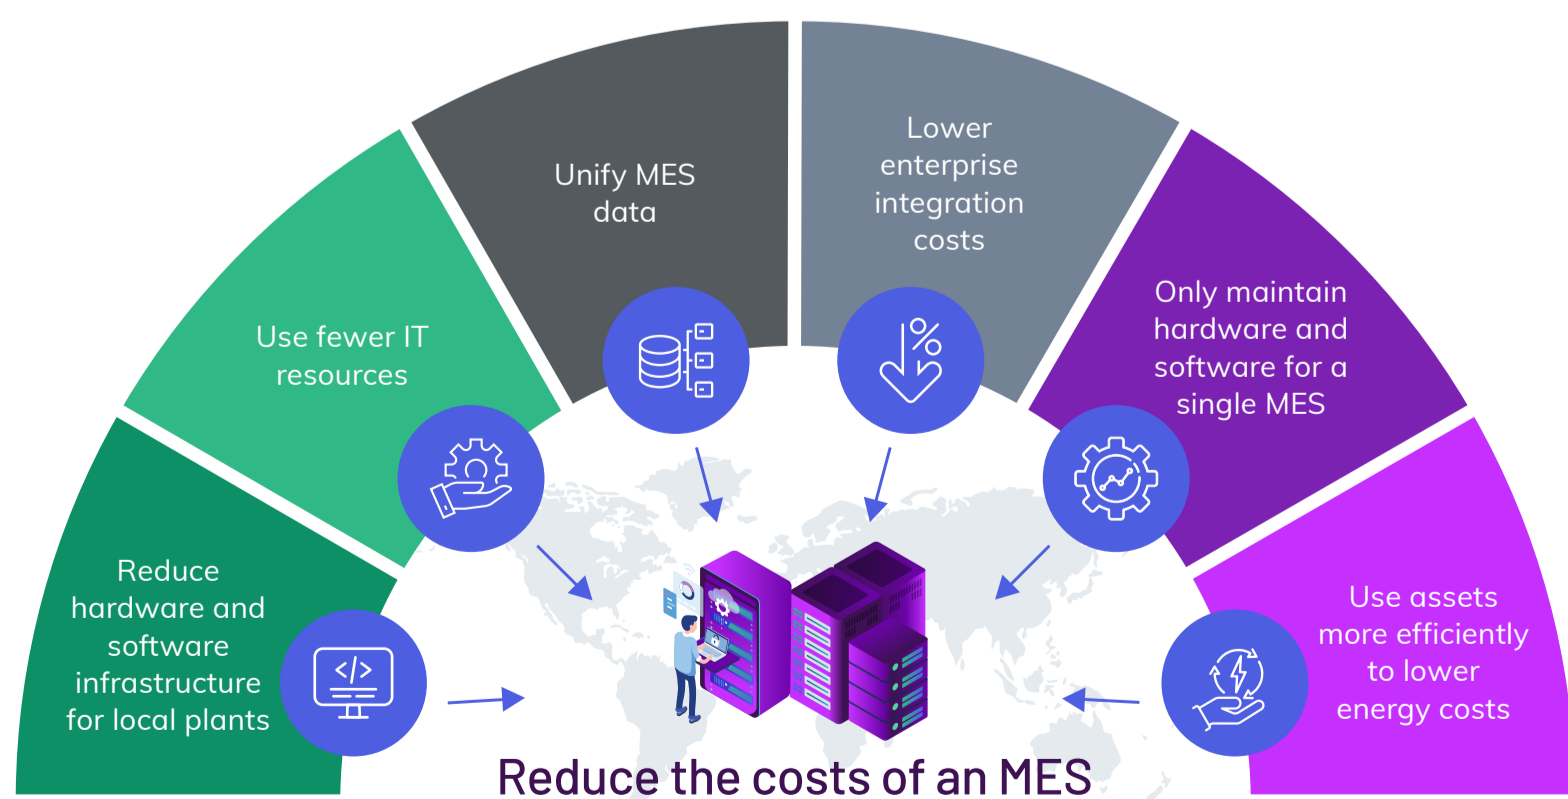 Reduce
hardware and
software
infrastructure
for local plants
Use fewer IT
resources
Unify MES
data
Lower
enterprise
integration
costs
Only maintain
hardware and
software for a
single MES
Use assets
more efficiently
to lower
energy costs
</>
%
Reduce the costs of an MES